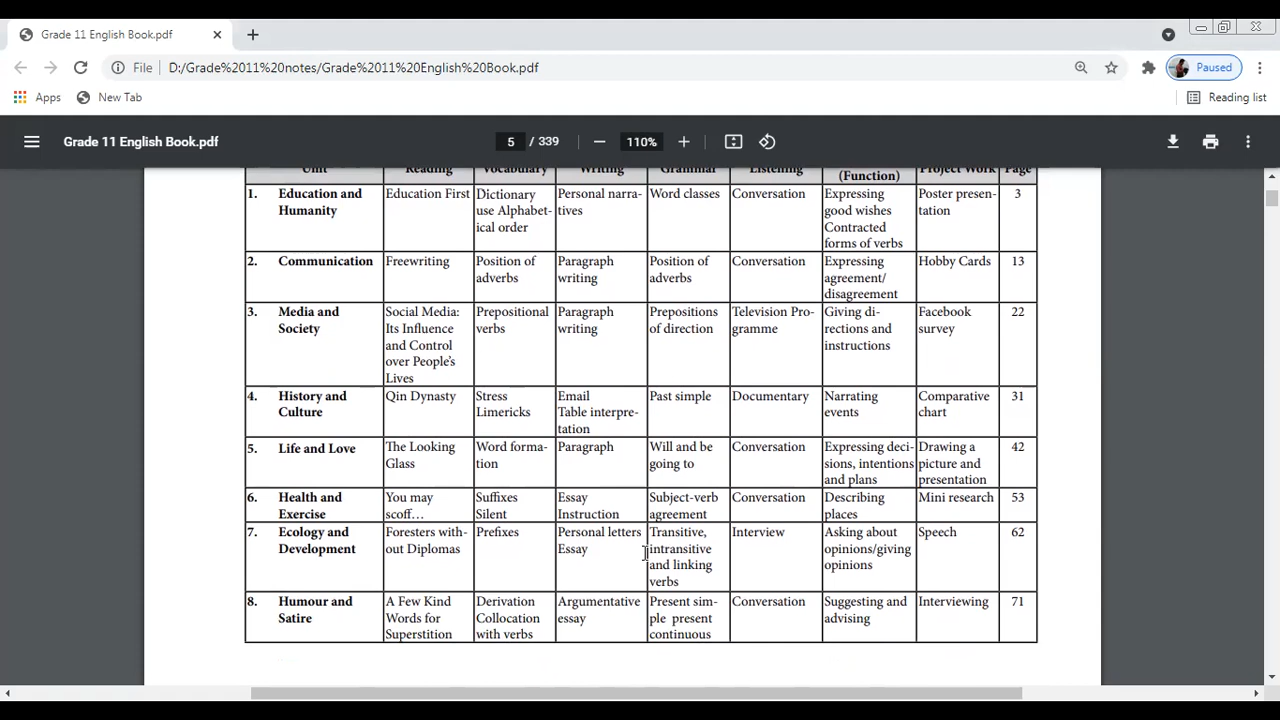 Grade 11 English Book.pdf
File D:/Grade%2011%20notes/Grade%2011%20English%20Book.pdf Paused
Apps New Tab Reading list
Grade 11 English Book.pdf 5 / 339 110%
Unit Reading Vocabulary Writing Grammar Listening (Function) Project Work Page
1. Education and Humanity
Education First
Dictionary
use Alphabet-
ical order
Personal narra-
tives
Word classes
Conversation
Expressing
good wishes
Contracted
forms of verbs
Poster presen-
tation
3
2. Communication
Freewriting
Position of
adverbs
Paragraph
writing
Position of
adverbs
Conversation
Expressing
agreement/
disagreement
Hobby Cards
13
3. Media and
Society
Social Media:
Its Influence
and Control
over People's
Lives
Prepositional
verbs
Paragraph
writing
Prepositions
of direction
Television Pro-
gramme
Giving di-
rections and
instructions
Facebook
survey
22
4. History and
Culture
Qin Dynasty
Stress
Limericks
Email
Table interpre-
tation
Past simple
Documentary
Narrating
events
Comparative
chart
31
5. Life and Love
The Looking
Glass
Word forma-
tion
Paragraph
Will and be
going to
Conversation
Expressing deci-
sions, intentions
and plans
Drawing a
picture and
presentation
42
6. Health and
Exercise
You may
scoff…
Suffixes
Silent
Essay
Instruction
Subject-verb
agreement
Conversation
Describing
places
Mini research
53
7. Ecology and
Development
Foresters with-
out Diplomas
Prefixes
Personal letters
Essay
Transitive,
intransitive
and linking
verbs
Interview
Asking about
opinions/giving
opinions
Speech
62
8. Humour and
Satire
A Few Kind
Words for
Superstition
Derivation
Collocation
with verbs
Argumentative
essay
Present sim-
ple present
continuous
Conversation
Suggesting and
advising
Interviewing
71